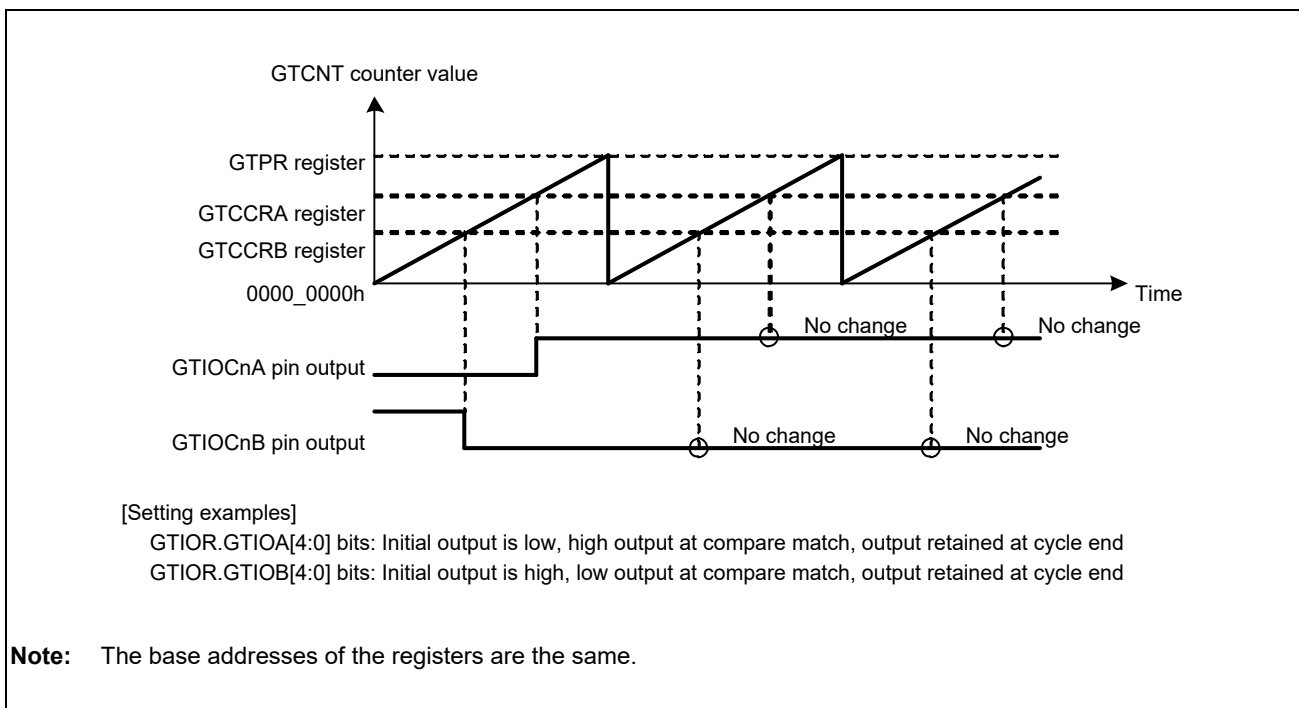 GTCNT counter value
GTPR register
GTCCRA register
GTCCRB register
0000_0000h
Time
No change
No change
GTIOCnA pin output
No change
No change
GTIOCnB pin output
[Setting examples]
GTIOR.GTIOA[4:0] bits: Initial output is low, high output at compare match, output retained at cycle end
GTIOR.GTIOB[4:0] bits: Initial output is high, low output at compare match, output retained at cycle end
Note: The base addresses of the registers are the same.